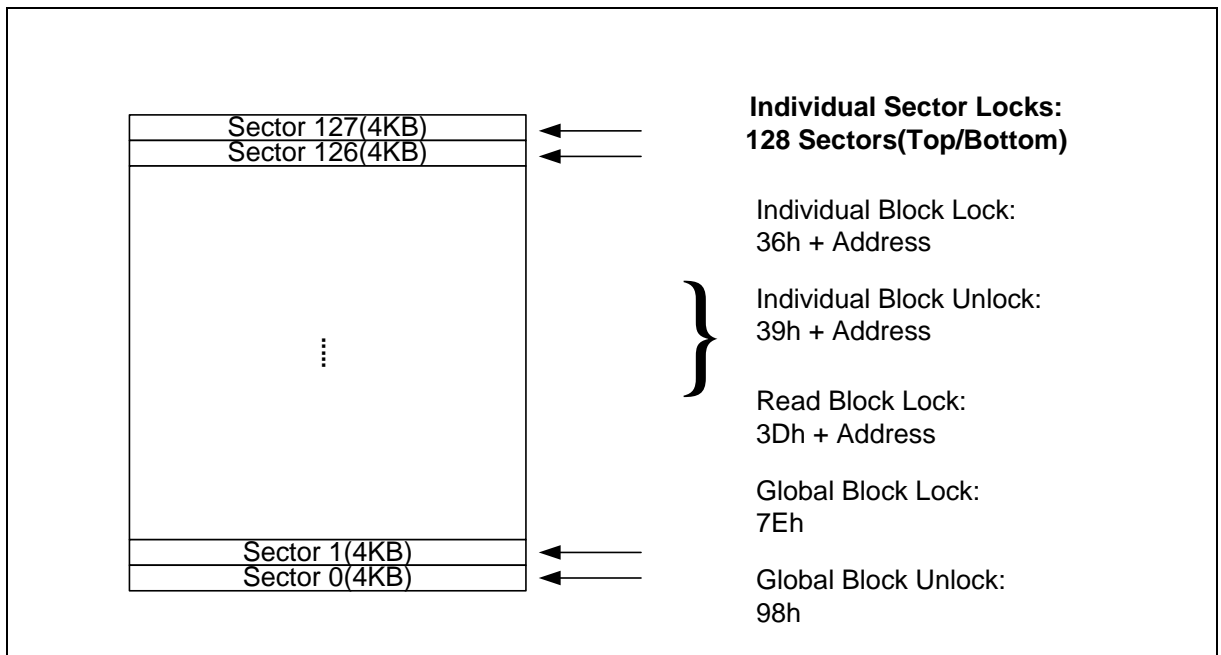 Sector 127(4KB)
Sector 126(4KB)
Sector 1(4KB)
Sector 0(4KB)
Individual Sector Locks:
128 Sectors(Top/Bottom)
Individual Block Lock:
36h + Address
Individual Block Unlock:
39h + Address
Read Block Lock:
3Dh + Address
Global Block Lock:
7Eh
Global Block Unlock:
98h